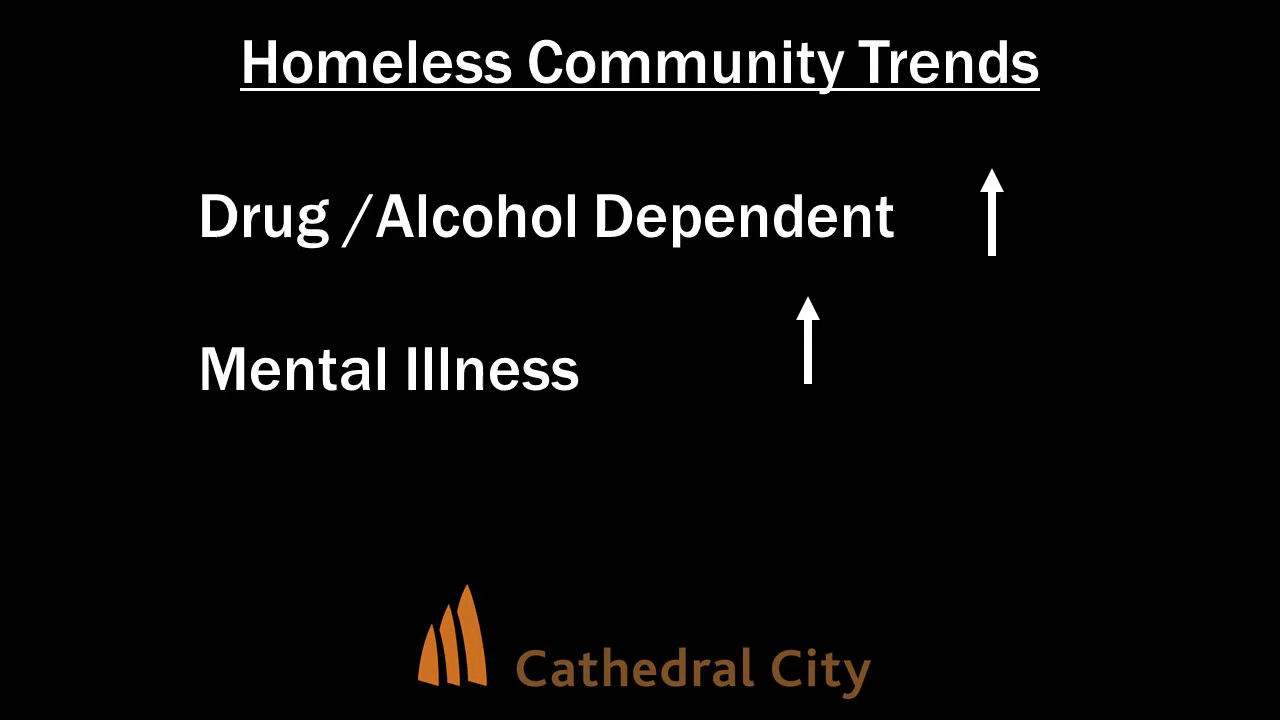 Homeless Community Trends
Drug /Alcohol Dependent
Mental Illness
Cathedral City